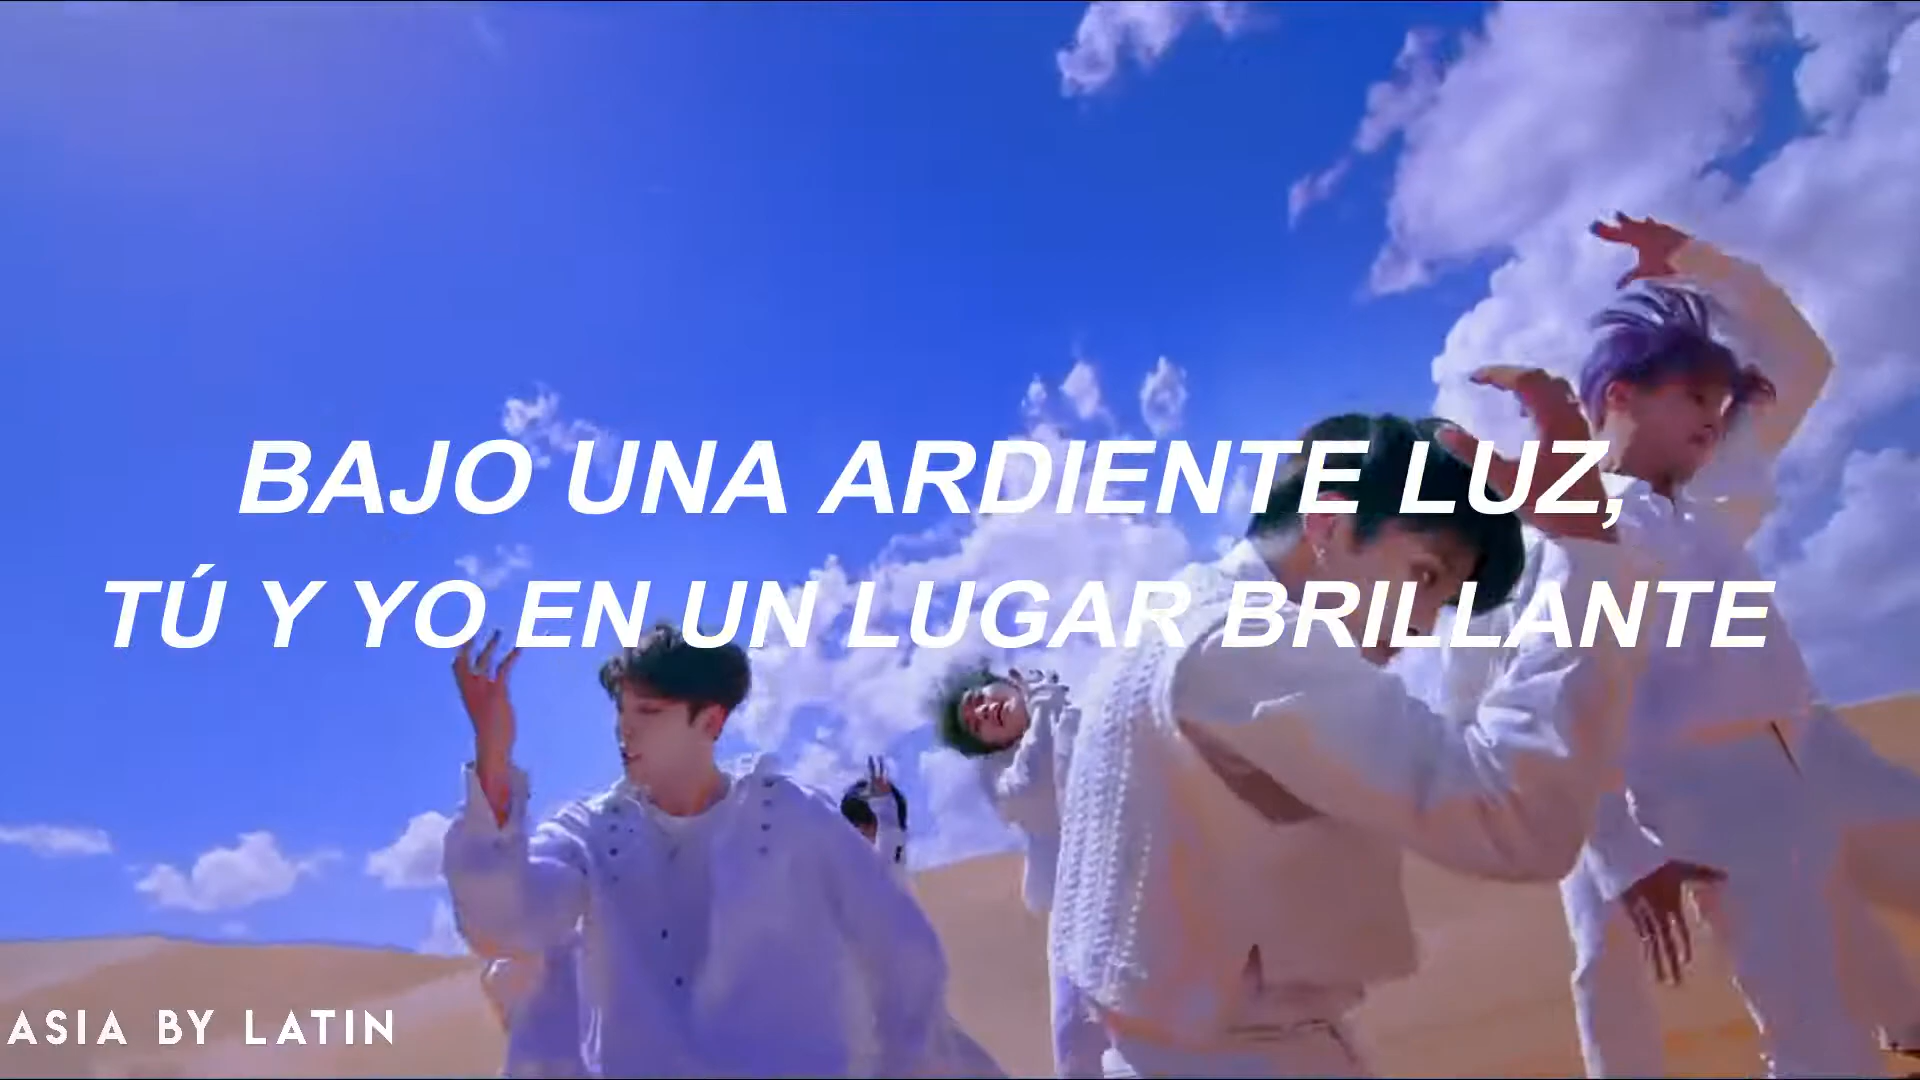 BAJO UNA ARDIENTE LUZ,
TÚ Y YO EN UN LUGAR BRILLANTE
ASIA BY LATIN